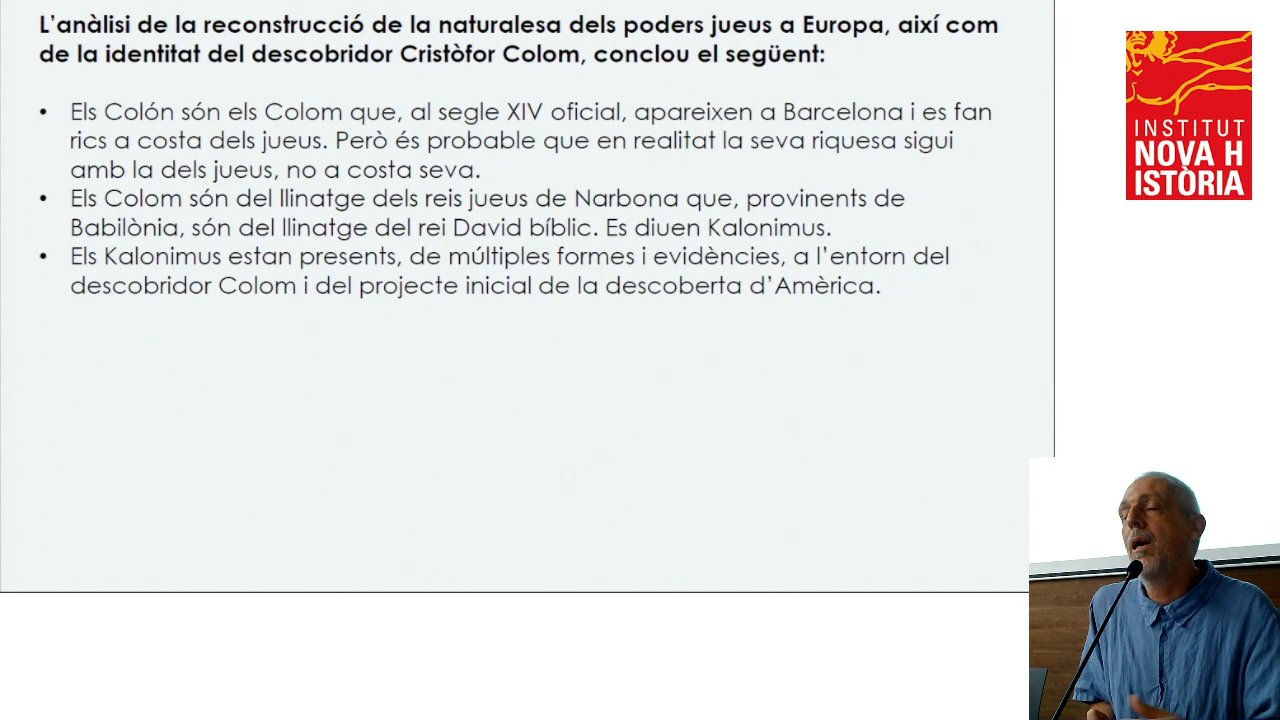 L'anàlisi de la reconstrucció de la naturalesa dels poders jueus a Europa, així com
de la identitat del descobridor Cristòfor Colom, conclou el següent:
• Els Colón són els Colom que, al segle XIV oficial, apareixen a Barcelona i es fan
rics a costa dels jueus. Però és probable que en realitat la seva riquesa sigui
amb la dels jueus, no a costa seva.
• Els Colom són del llinatge dels reis jueus de Narbona que, provinents de
Babilònia, són del llinatge del rei David bíblic. Es diuen Kalonimus.
• Els Kalonimus estan presents, de múltiples formes i evidències, a l'entorn del
descobridor Colom i del projecte inicial de la descoberta d'Amèrica.
INSTITUT
NOVA H
ISTÒRIA